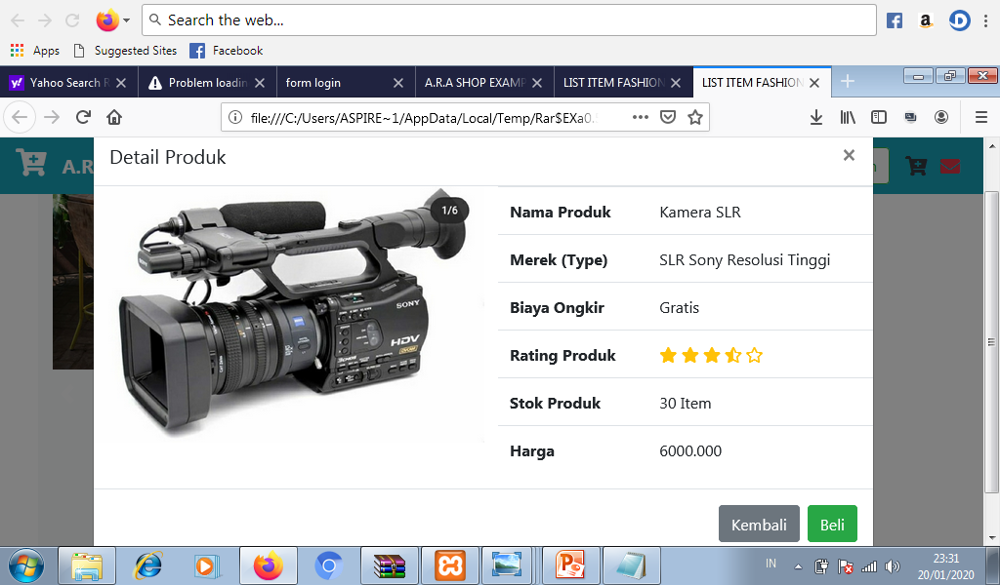 Search the web...
Apps Suggested Sites Facebook
Yahoo Search R Problem loadin form login A.R.A SHOP EXAMP LIST ITEM FASHION LIST ITEM FASHION
file:///C:/Users/ASPIRE~1/AppData/Local/Temp/Rar$EXa0.
A.R
Detail Produk ×
1/6
SONY
HDV
Nama Produk Kamera SLR
Merek (Type) SLR Sony Resolusi Tinggi
Biaya Ongkir Gratis
Rating Produk
Stok Produk 30 Item
Harga 6000.000
Kembali Beli
IN
23:31
20/01/2020